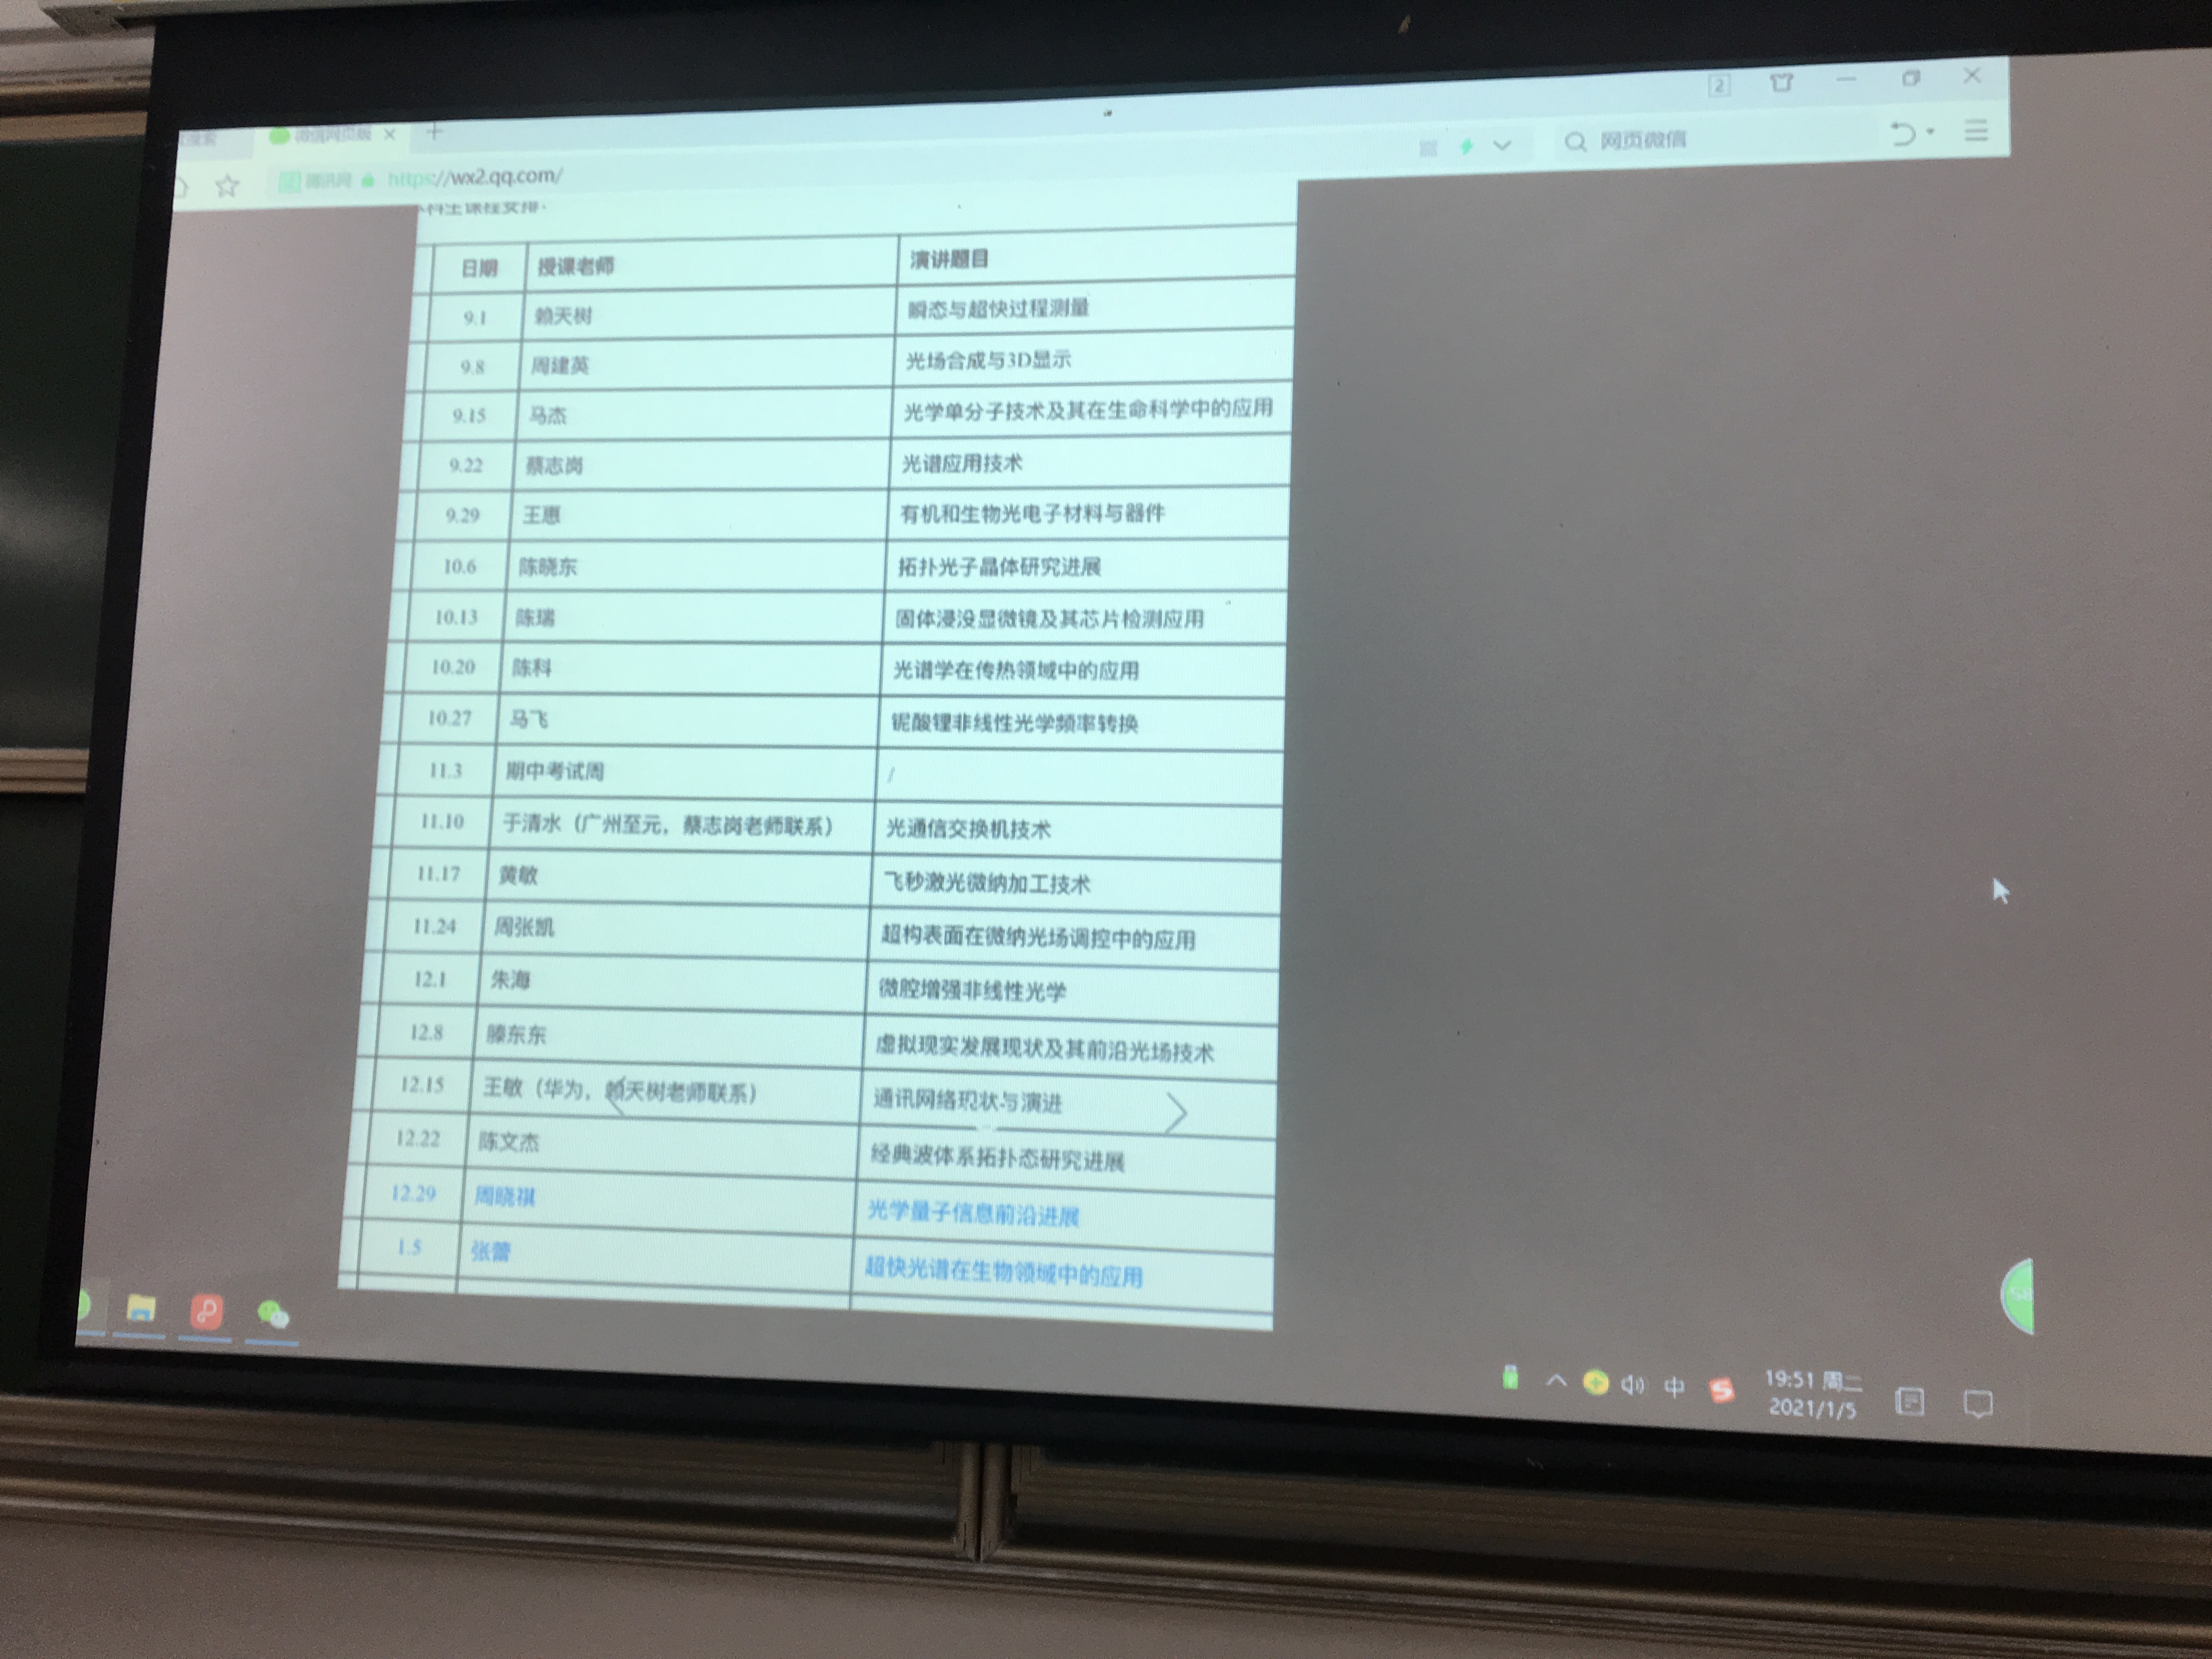 搜索 微信网页版
2
腾讯网 https://wx2.qq.com/ 网页微信
本科生课程安排：
日期 授课老师 演讲题目
9.1 赖天树 瞬态与超快过程测量
9.8 周建英 光场合成与3D显示
9.15 马杰 光学单分子技术及其在生命科学中的应用
9.22 蔡志岗 光谱应用技术
9.29 王惠 有机和生物光电子材料与器件
10.6 陈晓东 拓扑光子晶体研究进展
10.13 陈瑞 固体浸没显微镜及其芯片检测应用
10.20 陈科 光谱学在传热领域中的应用
10.27 马飞 铌酸锂非线性光学频率转换
11.3 期中考试周 /
11.10 于清水（广州至元，蔡志岗老师联系） 光通信交换机技术
11.17 黄敏 飞秒激光微纳加工技术
11.24 周张凯 超构表面在微纳光场调控中的应用
12.1 朱海 微腔增强非线性光学
12.8 滕东东 虚拟现实发展现状及其前沿光场技术
12.15 王敏（华为，赖天树老师联系） 通讯网络现状与演进
12.22 陈文杰 经典波体系拓扑态研究进展
12.29 周晓祺 光学量子信息前沿进展
1.5 张蕾 超快光谱在生物领域中的应用
58
中 19:51 周二
2021/1/5